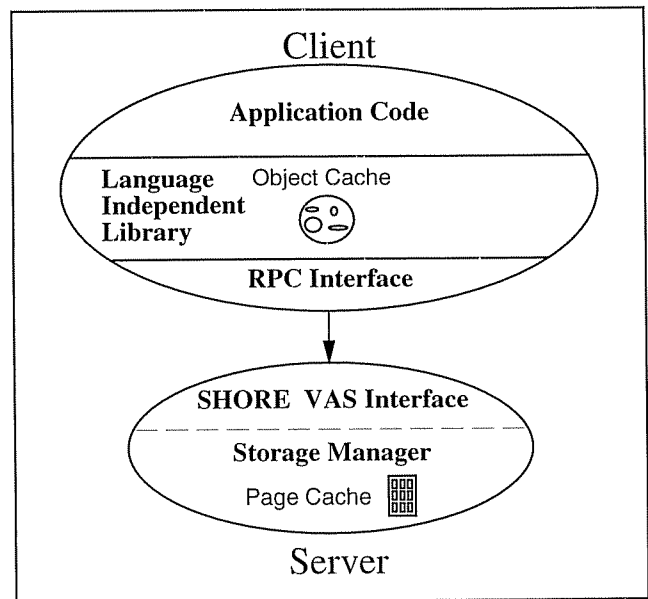 Client
Application Code
Language Object Cache
Independent
Library
RPC Interface
SHORE VAS Interface
Storage Manager
Page Cache
Server